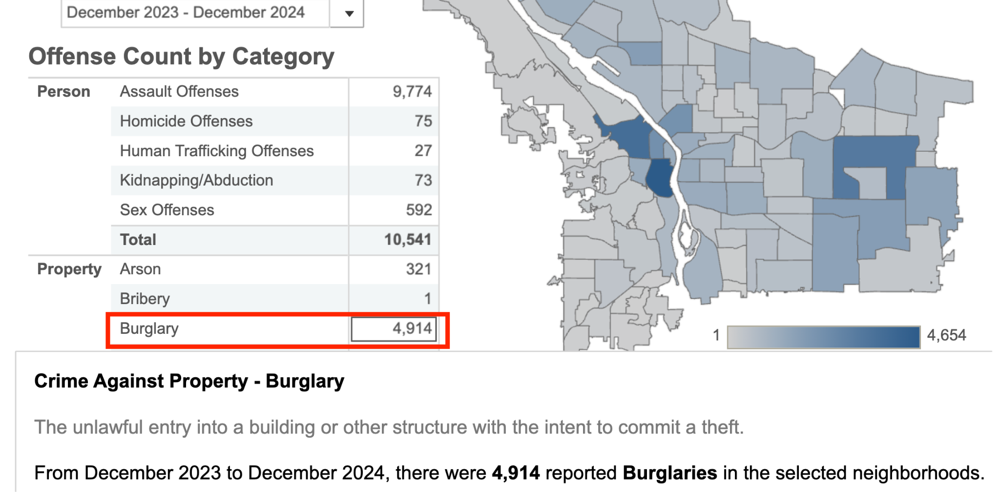 December 2023 - December 2024
Offense Count by Category
Person Assault Offenses 9,774
Homicide Offenses 75
Human Trafficking Offenses 27
Kidnapping/Abduction 73
Sex Offenses 592
Total 10,541
Property Arson 321
Bribery 1
Burglary 4,914
1 4,654
Crime Against Property - Burglary
The unlawful entry into a building or other structure with the intent to commit a theft.
From December 2023 to December 2024, there were 4,914 reported Burglaries in the selected neighborhoods.